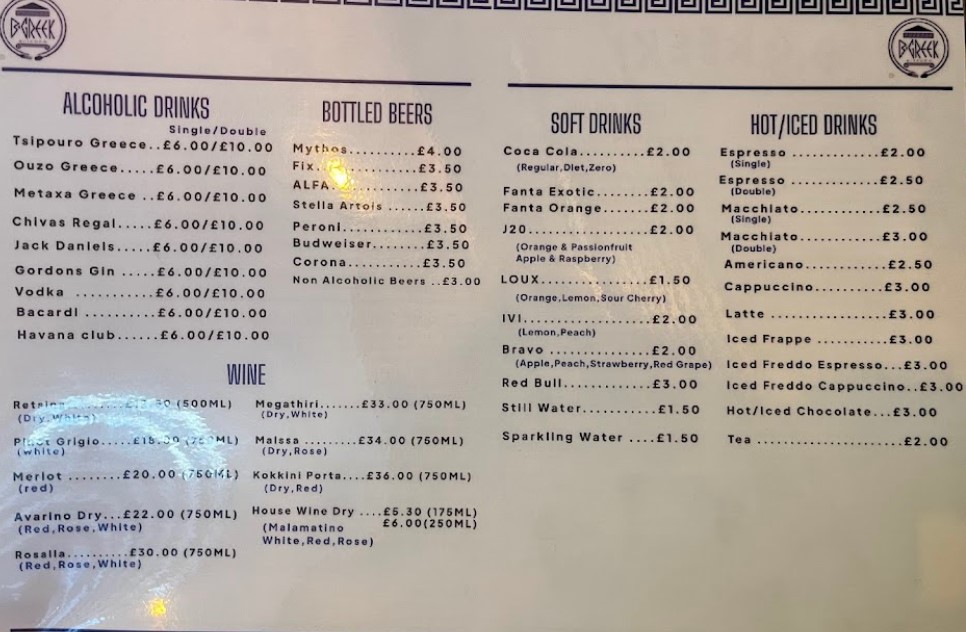 B·GREEK
B·GREEK
ALCOHOLIC DRINKS
Single/Double
Tsipouro Greece..£6.00/£10.00
Ouzo Greece.....£6.00/£10.00
Metaxa Greece ..£6.00/£10.00
Chivas Regal....£6.00/£10.00
Jack Daniels....£6.00/£10.00
Gordons Gin ....£6.00/£10.00
Vodka ..........£6.00/£10.00
Bacardi .........£6.00/£10.00
Havana club......£6.00/£10.00
BOTTLED BEERS
Mythos..........£4.00
Fix...£3.50
ALFA...£3.50
Stella Artois ......£3.50
Peroni............£3.50
Budweiser........£3.50
Corona............£3.50
Non Alcoholic Beers ..£3.00
WINE
Retsina (500ML)
(Dry,White)
Pinot Grigio..... (750ML)
(White)
Merlot ........£20.00 (750ML)
(red)
Avarino Dry...£22.00 (750ML)
(Red,Rose,White)
Rosalia..........£30.00 (750ML)
(Red,Rose,White)
Megathiri.......£33.00 (750ML)
(Dry,White)
Maissa ........£34.00 (750ML)
(Dry,Rose)
Kokkini Porta....£36.00 (750ML)
(Dry,Red)
House Wine Dry ....£5.30 (175ML)
£6.00(250ML)
(Malamatino
White,Red,Rose)
SOFT DRINKS
Coca Cola..........£2.00
(Regular,Diet,Zero)
Fanta Exotic........£2.00
Fanta Orange.......£2.00
J20..................£2.00
(Orange & Passionfruit
Apple & Raspberry)
LOUX................£1.50
(Orange,Lemon,Sour Cherry)
IVI...................£2.00
(Lemon,Peach)
Bravo ..............£2.00
(Apple,Peach,Strawberry,Red Grape)
Red Bull............£3.00
Still Water.........£1.50
Sparkling Water ....£1.50
HOT/ICED DRINKS
Espresso ............£2.00
(Single)
Espresso ............£2.50
(Double)
Macchiato..........£2.50
(Single)
Macchiato..........£3.00
(Double)
Americano..........£2.50
Cappuccino.........£3.00
Latte ...............£3.00
Iced Frappe ........£3.00
Iced Freddo Espresso...£3.00
Iced Freddo Cappuccino..£3.00
Hot/Iced Chocolate...£3.00
Tea ...................£2.00